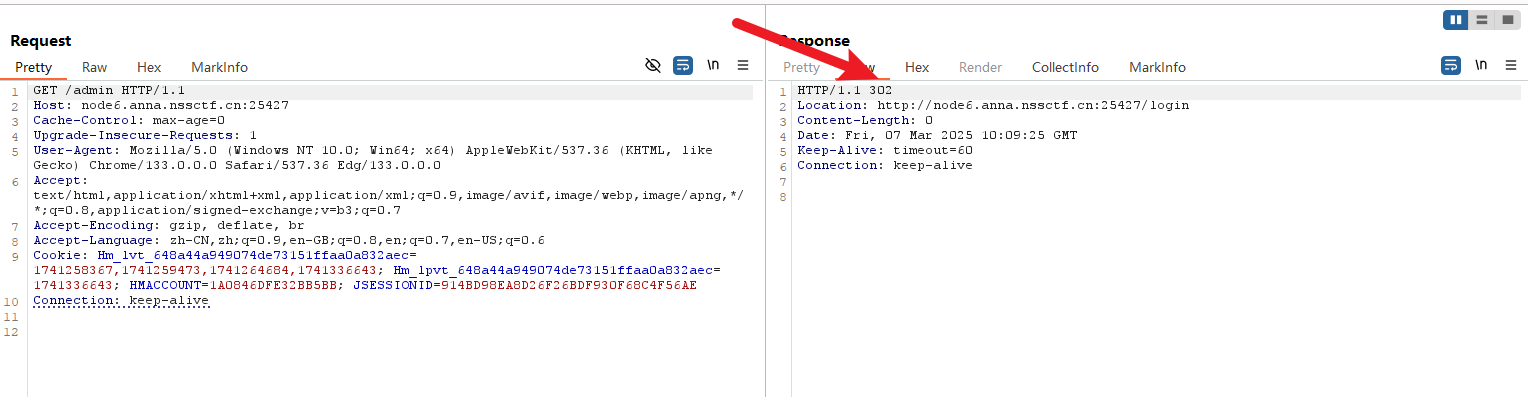 Request
Pretty Raw Hex MarkInfo \n
1 GET /admin HTTP/1.1
2 Host: node6.anna.nssctf.cn:25427
3 Cache-Control: max-age=0
4 Upgrade-Insecure-Requests: 1
5 User-Agent: Mozilla/5.0 (Windows NT 10.0; Win64; x64) AppleWebKit/537.36 (KHTML, like
Gecko) Chrome/133.0.0.0 Safari/537.36 Edg/133.0.0.0
6 Accept:
text/html,application/xhtml+xml,application/xml;q=0.9,image/avif,image/webp,image/apng,*/
*;q=0.8,application/signed-exchange;v=b3;q=0.7
7 Accept-Encoding: gzip, deflate, br
8 Accept-Language: zh-CN,zh;q=0.9,en-GB;q=0.8,en;q=0.7,en-US;q=0.6
9 Cookie: Hm_lvt_648a44a949074de73151ffaa0a832aec=
1741258367,1741259473,1741264684,1741336643; Hm_lpvt_648a44a949074de73151ffaa0a832aec=
1741336643; HMACCOUNT=1A0846DFE32BB5BB; JSESSIONID=914BD98EA8D26F26BDF930F68C4F56AE
10 Connection: keep-alive
11
12
Response
Pretty Hex Render CollectInfo MarkInfo \n
1 HTTP/1.1 302
2 Location: http://node6.anna.nssctf.cn:25427/login
3 Content-Length: 0
4 Date: Fri, 07 Mar 2025 10:09:25 GMT
5 Keep-Alive: timeout=60
6 Connection: keep-alive
7
8